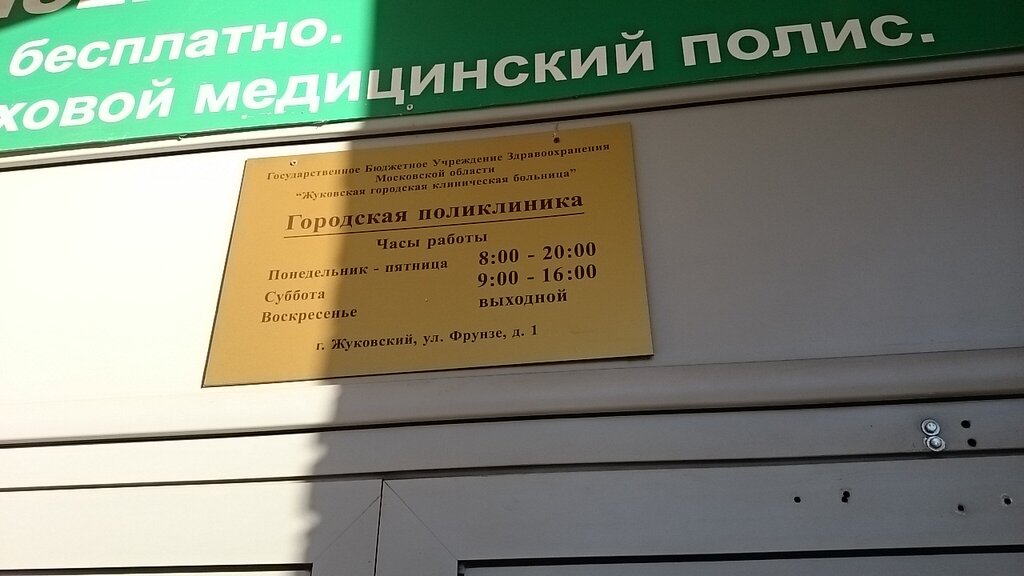 бесплатно.
ховой медицинский полис.
Государственное Бюджетное Учреждение Здравоохранения
Московской области
“Жуковская городская клиническая больница”
Городская поликлиника
Часы работы
Понедельник - пятница 8:00 - 20:00
Суббота 9:00 - 16:00
Воскресенье выходной
г. Жуковский, ул. Фрунзе, д. 1